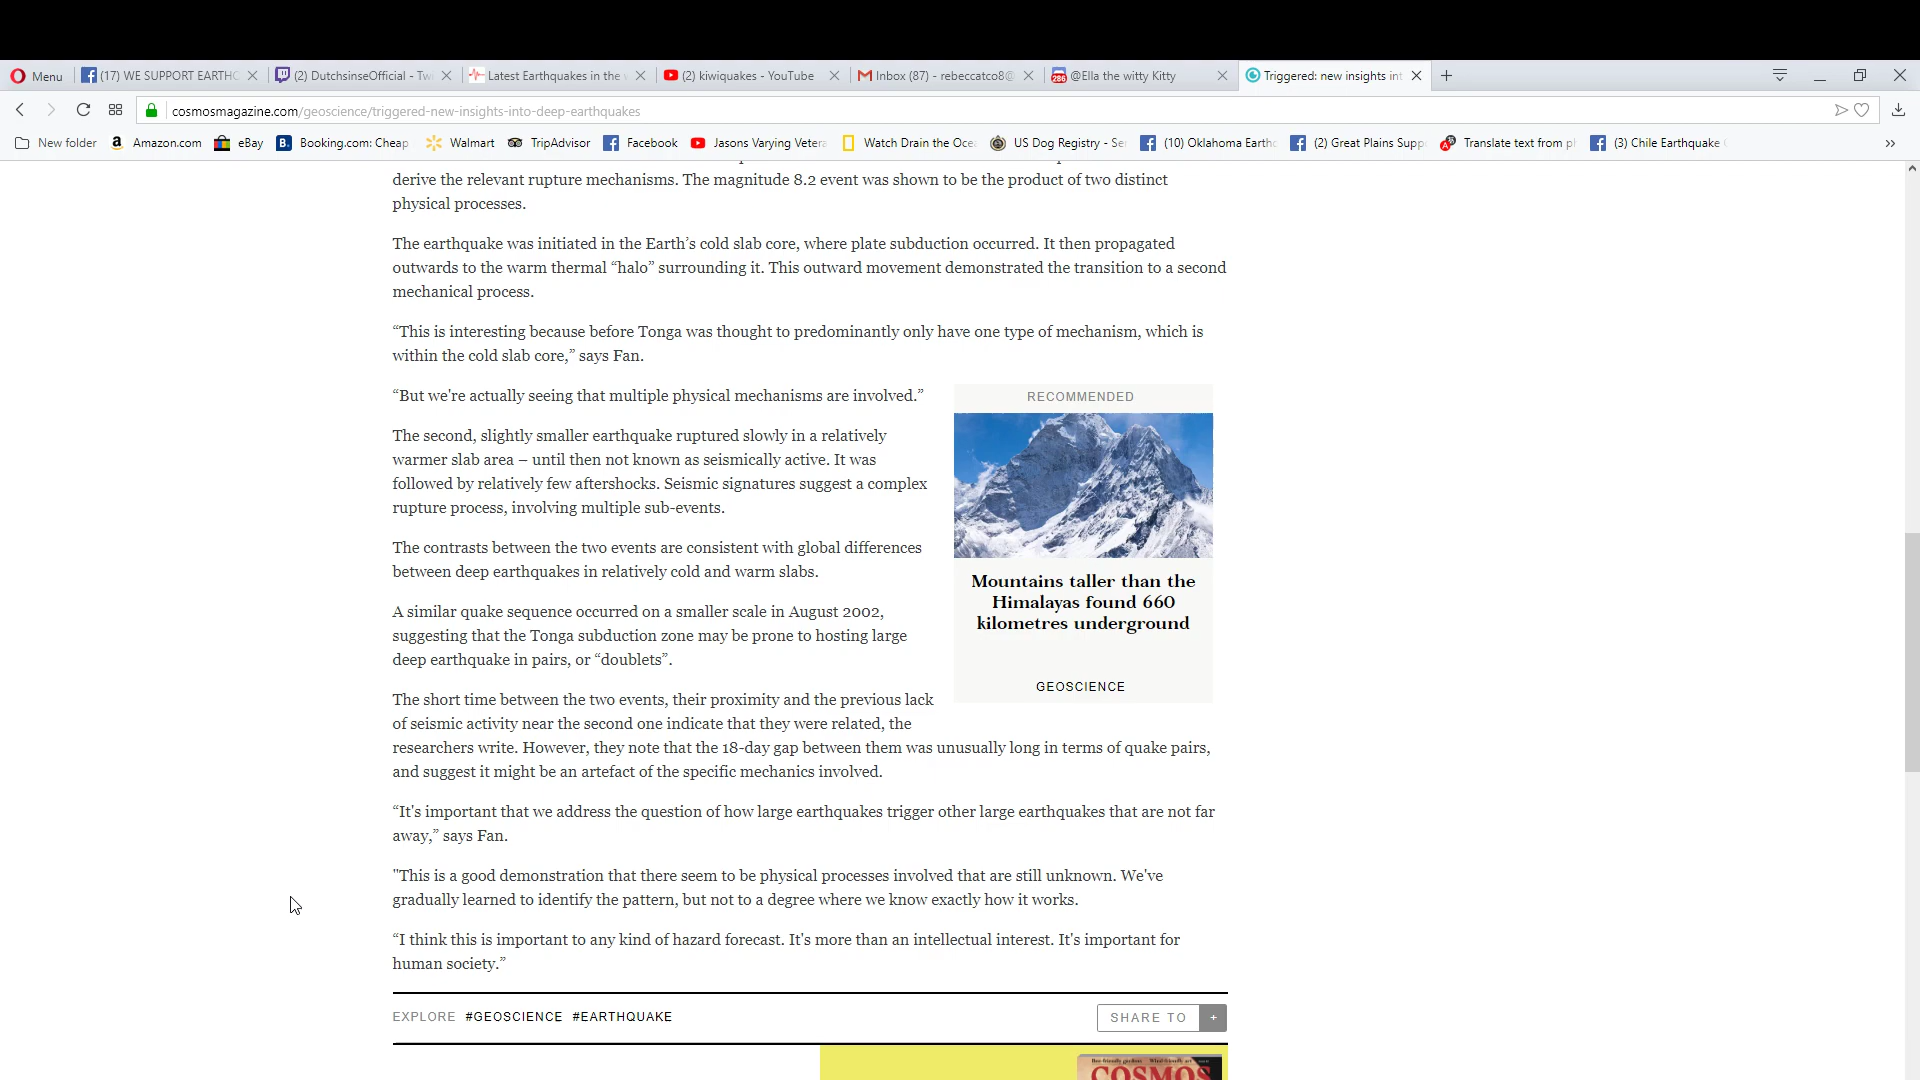 Menu
(17) WE SUPPORT EARTHQ
(2) DutchsinseOfficial - Tw
Latest Earthquakes in the
(2) kiwiquakes - YouTube
Inbox (87) - rebeccatco8@
@Ella the witty Kitty
Triggered: new insights int
cosmosmagazine.com/geoscience/triggered-new-insights-into-deep-earthquakes
New folder
Amazon.com
eBay
Booking.com: Cheap
Walmart
TripAdvisor
Facebook
Jasons Varying Vetera
Watch Drain the Oce
US Dog Registry - Se
(10) Oklahoma Earth
(2) Great Plains Supp
Translate text from p
(3) Chile Earthquake
derive the relevant rupture mechanisms. The magnitude 8.2 event was shown to be the product of two distinct
physical processes.
The earthquake was initiated in the Earth’s cold slab core, where plate subduction occurred. It then propagated
outwards to the warm thermal “halo” surrounding it. This outward movement demonstrated the transition to a second
mechanical process.
“This is interesting because before Tonga was thought to predominantly only have one type of mechanism, which is
within the cold slab core,” says Fan.
“But we're actually seeing that multiple physical mechanisms are involved.”
The second, slightly smaller earthquake ruptured slowly in a relatively
warmer slab area – until then not known as seismically active. It was
followed by relatively few aftershocks. Seismic signatures suggest a complex
rupture process, involving multiple sub-events.
The contrasts between the two events are consistent with global differences
between deep earthquakes in relatively cold and warm slabs.
A similar quake sequence occurred on a smaller scale in August 2002,
suggesting that the Tonga subduction zone may be prone to hosting large
deep earthquake in pairs, or “doublets”.
RECOMMENDED
Mountains taller than the
Himalayas found 660
kilometres underground
GEOSCIENCE
The short time between the two events, their proximity and the previous lack
of seismic activity near the second one indicate that they were related, the
researchers write. However, they note that the 18-day gap between them was unusually long in terms of quake pairs,
and suggest it might be an artefact of the specific mechanics involved.
“It's important that we address the question of how large earthquakes trigger other large earthquakes that are not far
away,” says Fan.
"This is a good demonstration that there seem to be physical processes involved that are still unknown. We've
gradually learned to identify the pattern, but not to a degree where we know exactly how it works.
“I think this is important to any kind of hazard forecast. It's more than an intellectual interest. It's important for
human society.”
EXPLORE #GEOSCIENCE #EARTHQUAKE
SHARE TO +
COSMOS